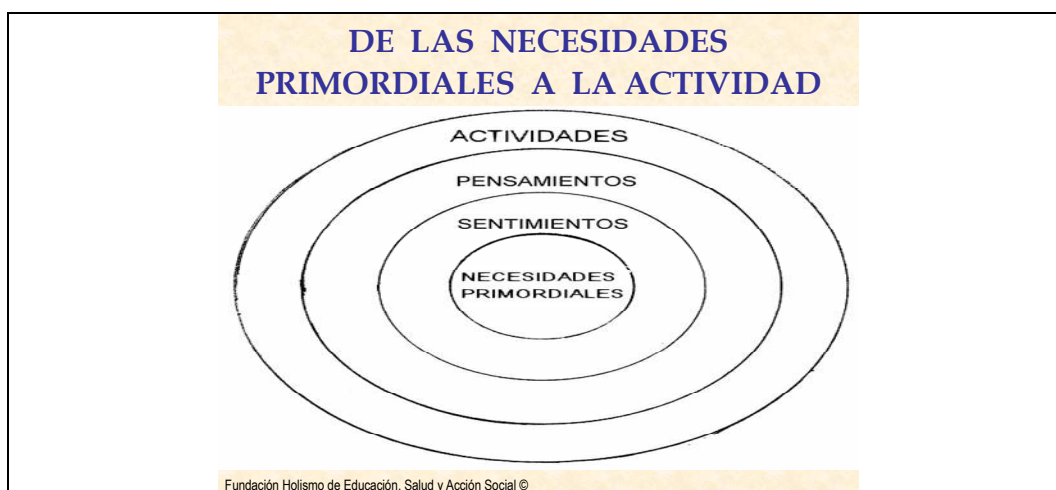 DE LAS NECESIDADES
PRIMORDIALES A LA ACTIVIDAD
ACTIVIDADES
PENSAMIENTOS
SENTIMIENTOS
NECESIDADES
PRIMORDIALES
Fundación Holismo de Educación, Salud y Acción Social ©